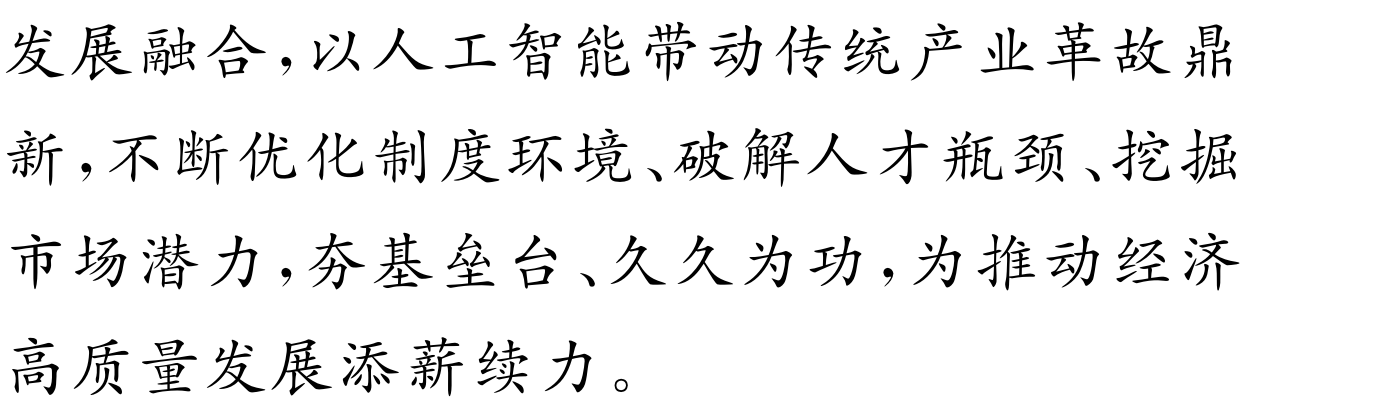 发展融合,以人工智能带动传统产业革故鼎
新,不断优化制度环境、破解人才瓶颈、挖掘
市场潜力,夯基垒台、久久为功,为推动经济
高质量发展添薪续力。